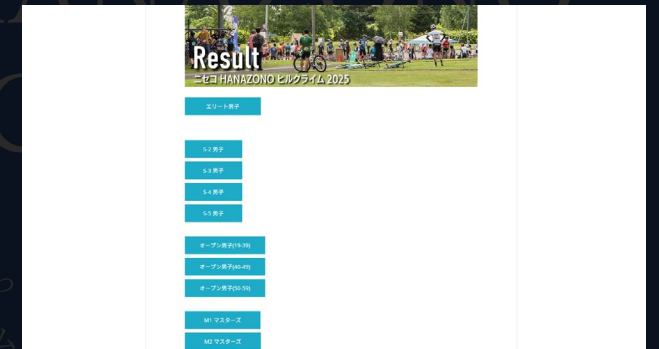 Result
ニセコ HANAZONO ヒルクライム 2025
エリート男子
S-2 男子
S-3 男子
S-4 男子
S-5 男子
オープン男子(19-39)
オープン男子(40-49)
オープン男子(50-59)
M1 マスターズ
M2 マスターズ